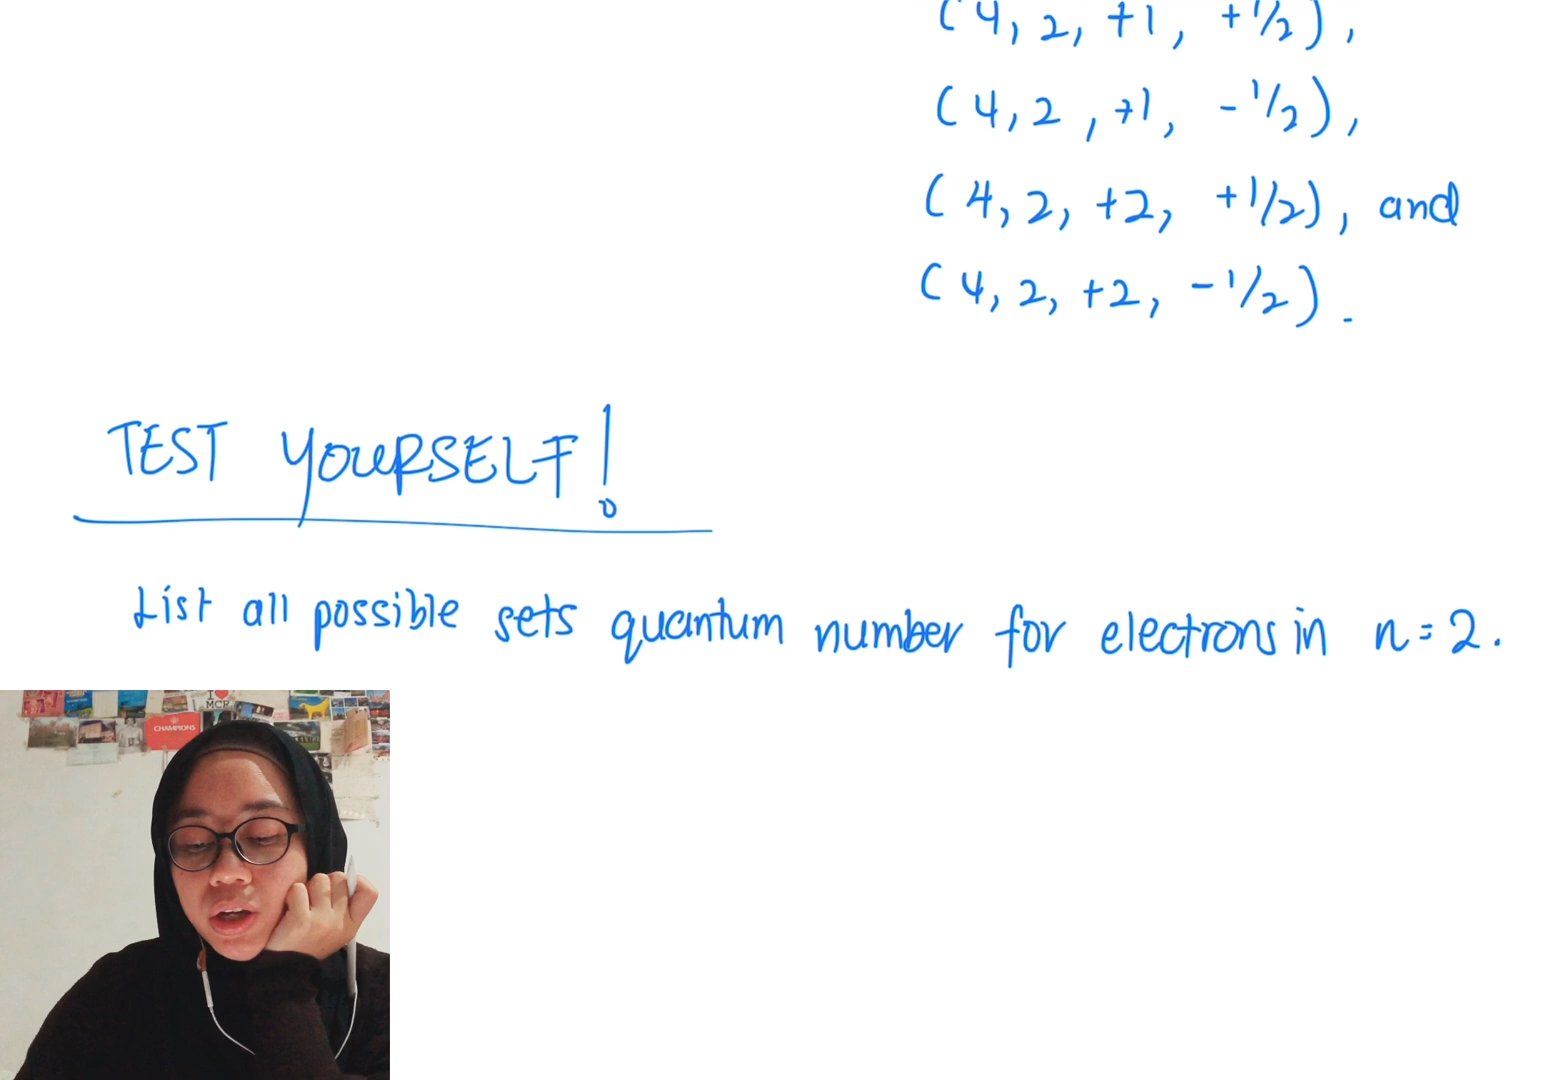 (4, 2, +1, +1/2),
(4, 2, +1, -1/2),
(4, 2, +2, +1/2), and
(4, 2, +2, -1/2).
TEST YOURSELF!
List all possible sets quantum number for electrons in n=2.
I ❤ MCR
CHAMPIONS